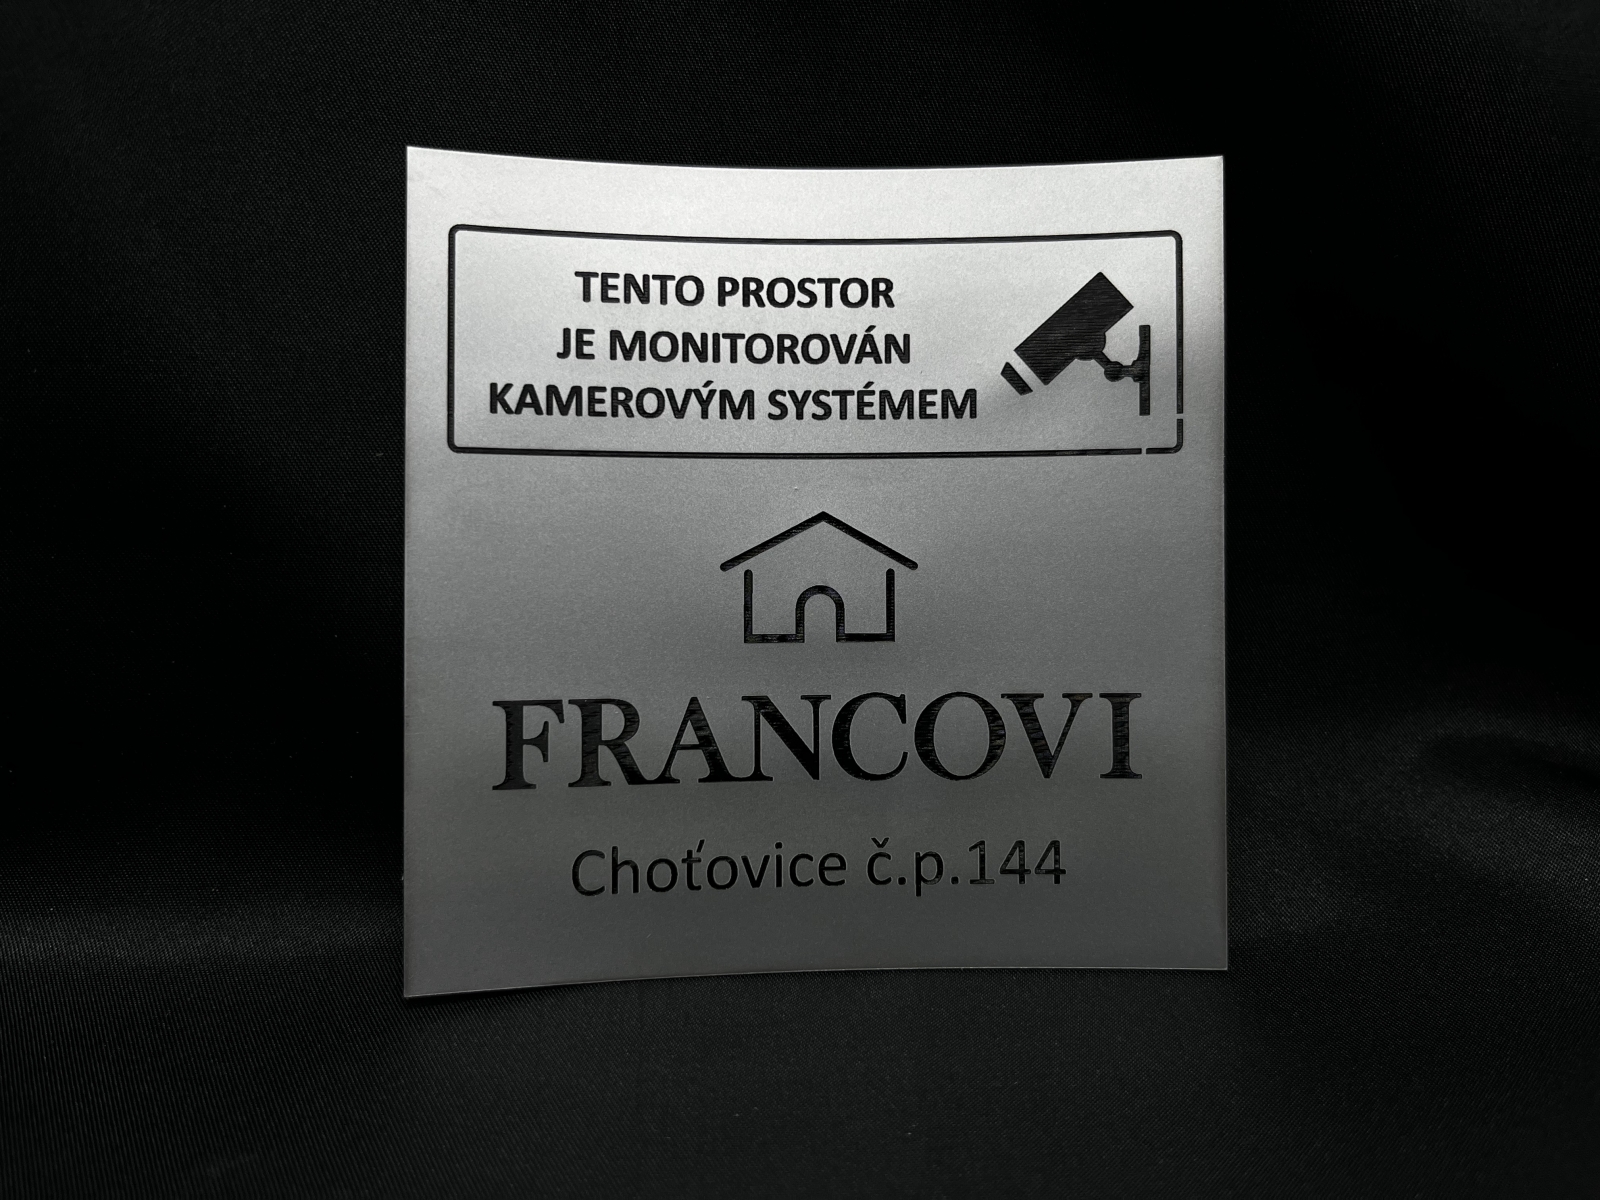 TENTO PROSTOR
JE MONITOROVÁN
KAMEROVÝM SYSTÉMEM
FRANCOVI
Choťovice č.p.144